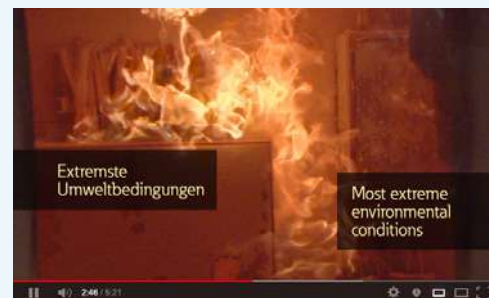 Extremste
Umweltbedingungen
Most extreme
environmental
conditions
2:46 / 5:21